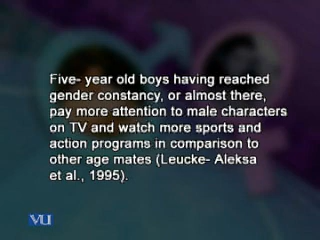 Five- year old boys having reached
gender constancy, or almost there,
pay more attention to male characters
on TV and watch more sports and
action programs in comparison to
other age mates (Leucke- Aleksa
et al., 1995).
VU